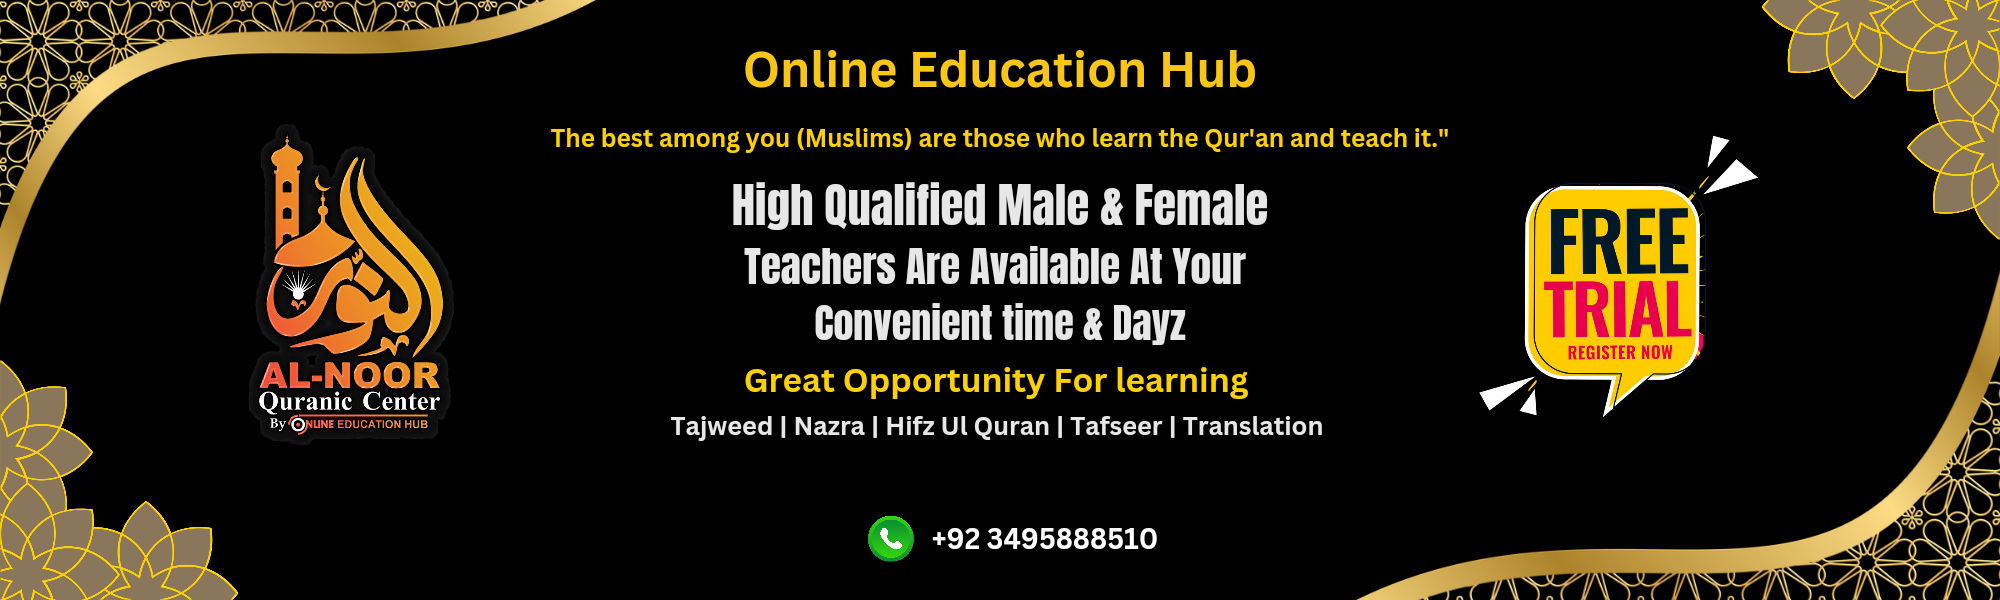 Online Education Hub
The best among you (Muslims) are those who learn the Qur'an and teach it."
High Qualified Male & Female
Teachers Are Available At Your
Convenient time & Dayz
Great Opportunity For learning
Tajweed | Nazra | Hifz Ul Quran | Tafseer | Translation
+92 3495888510
النور
AL-NOOR
Quranic Center
By ONLINE EDUCATION HUB
FREE
TRIAL
REGISTER NOW